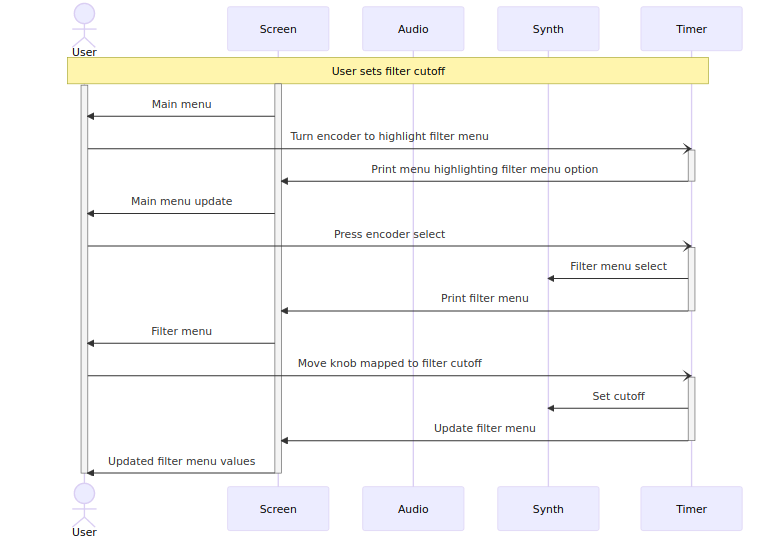 User
Screen
Audio
Synth
Timer
User sets filter cutoff
Main menu
Turn encoder to highlight filter menu
Print menu highlighting filter menu option
Main menu update
Press encoder select
Filter menu select
Print filter menu
Filter menu
Move knob mapped to filter cutoff
Set cutoff
Update filter menu
Updated filter menu values
User
Screen
Audio
Synth
Timer